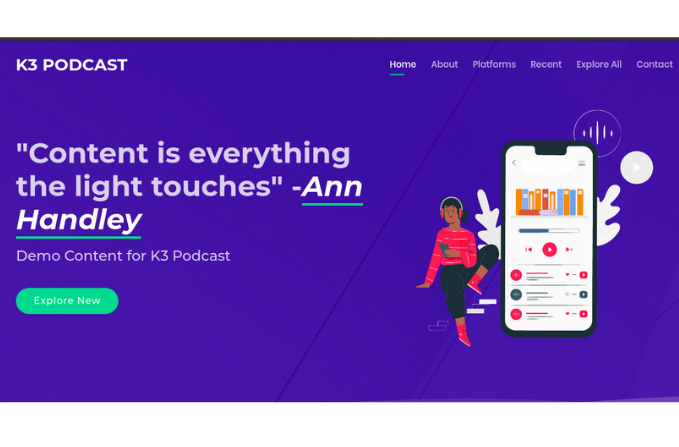 K3 PODCAST
Home About Platforms Recent Explore All Contact
"Content is everything
the light touches" -Ann
Handley
Demo Content for K3 Podcast
Explore New